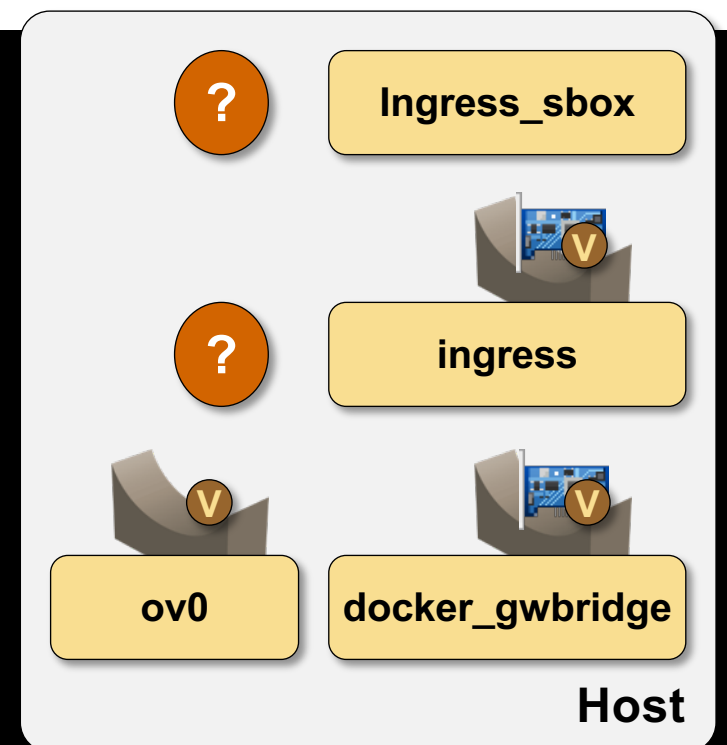 ?
Ingress_sbox
V
?
ingress
V
V
ov0
docker_gwbridge
Host